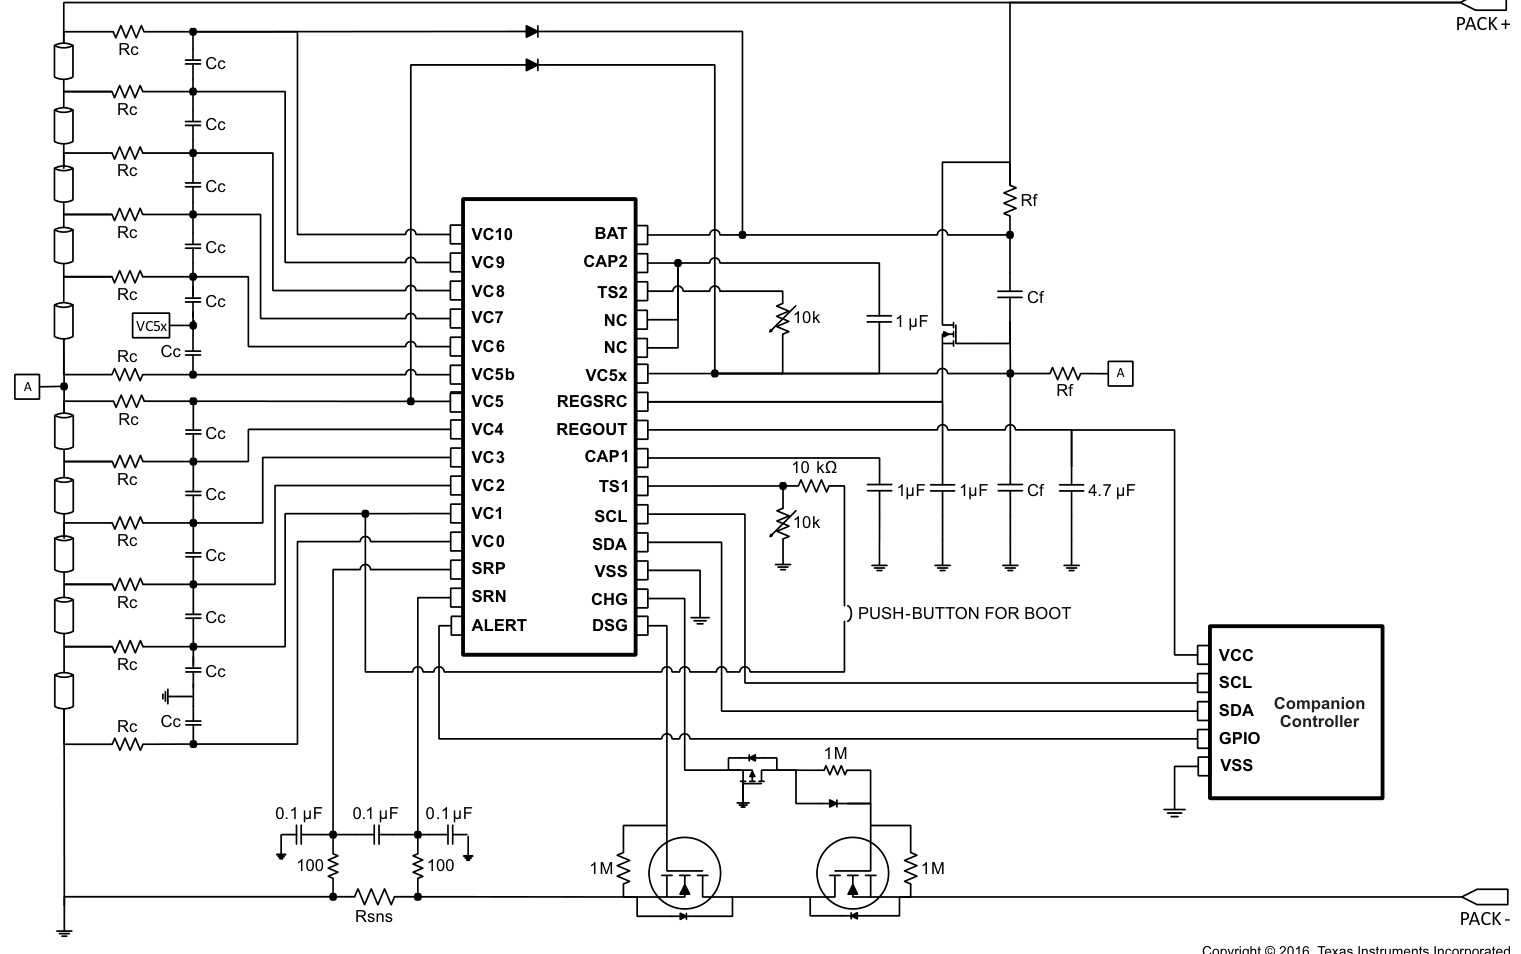 PACK+
Rc
Cc
Rc
Cc
Rc
Cc
Rc
Cc
Rc
Cc
VC5x
Cc
Rc
A
Rc
Cc
Rc
Cc
Rc
Cc
Rc
Cc
Rc
Cc
Cc
Rc
VC10
VC9
VC8
VC7
VC6
VC5b
VC5
VC4
VC3
VC2
VC1
VC0
SRP
SRN
ALERT
BAT
CAP2
TS2
NC
NC
VC5x
REGSRC
REGOUT
CAP1
TS1
SCL
SDA
VSS
CHG
DSG
Rf
Cf
10k
1 µF
A
Rf
10 kΩ
10k
1µF
1µF
Cf
4.7 µF
PUSH-BUTTON FOR BOOT
VCC
SCL
SDA
GPIO
VSS
Companion
Controller
1M
0.1 µF
0.1 µF
0.1 µF
100
100
1M
1M
Rsns
PACK-
Copyright © 2016, Texas Instruments Incorporated